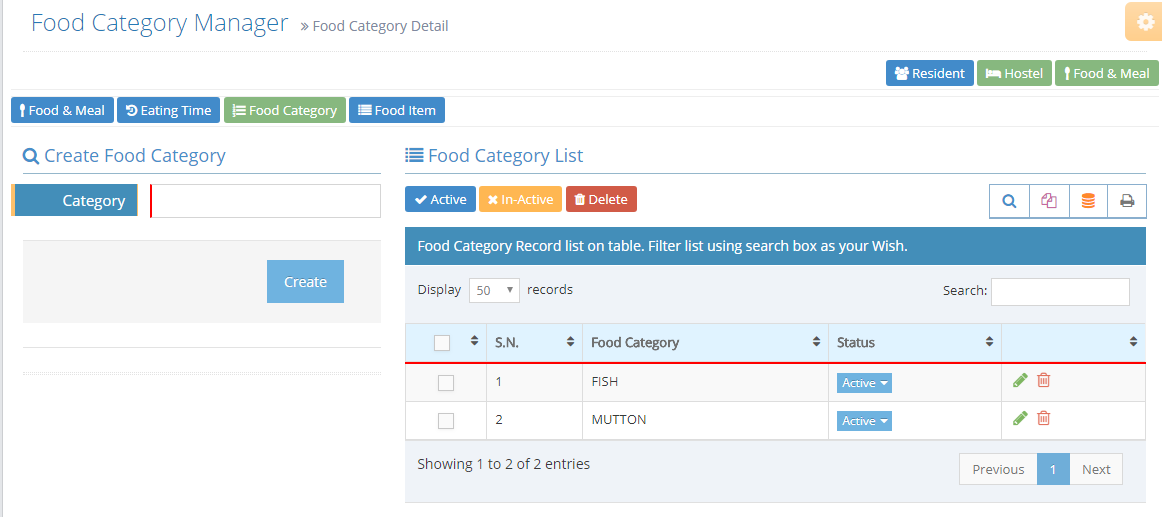 Food Category Manager » Food Category Detail
Resident Hostel Food & Meal
Food & Meal Eating Time Food Category Food Item
Create Food Category
Category
Create
Food Category List
Active In-Active Delete
Food Category Record list on table. Filter list using search box as your Wish.
Display 50 records Search:
S.N. Food Category Status
1 FISH Active
2 MUTTON Active
Showing 1 to 2 of 2 entries Previous 1 Next